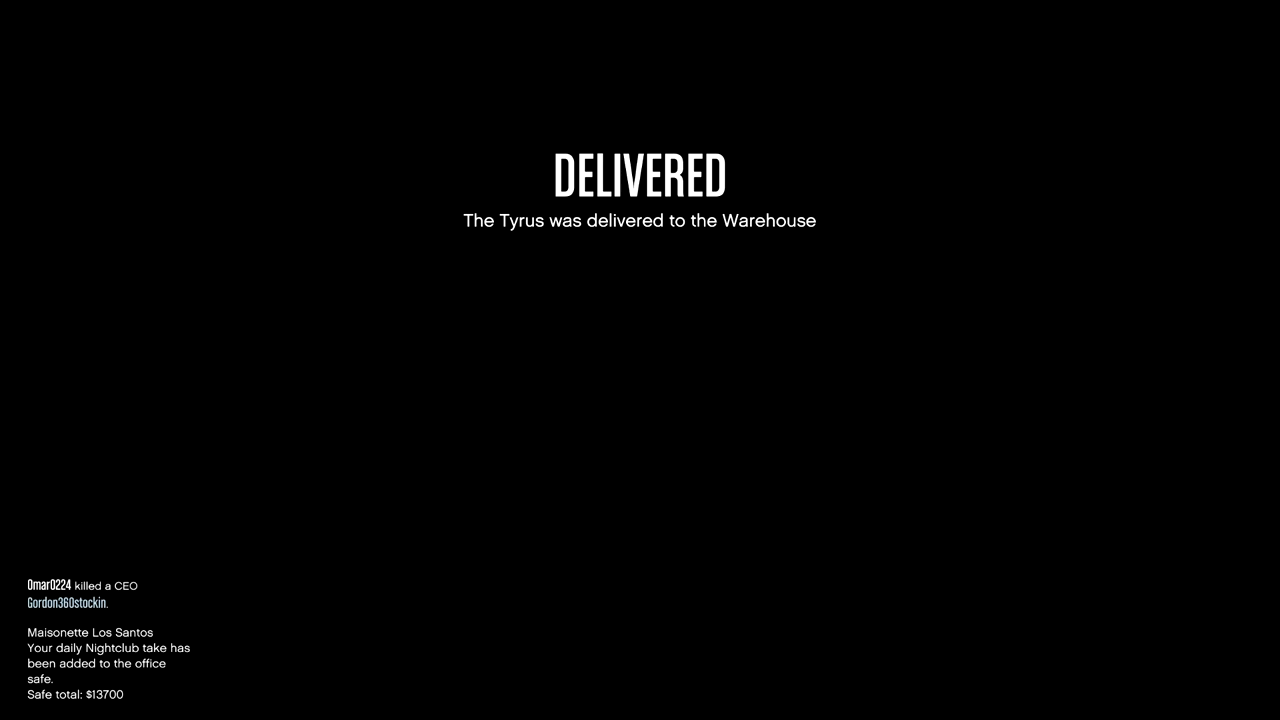 DELIVERED
The Tyrus was delivered to the Warehouse
Omar0224 killed a CEO
Gordon360stockin.
Maisonette Los Santos
Your daily Nightclub take has
been added to the office
safe.
Safe total: $13700